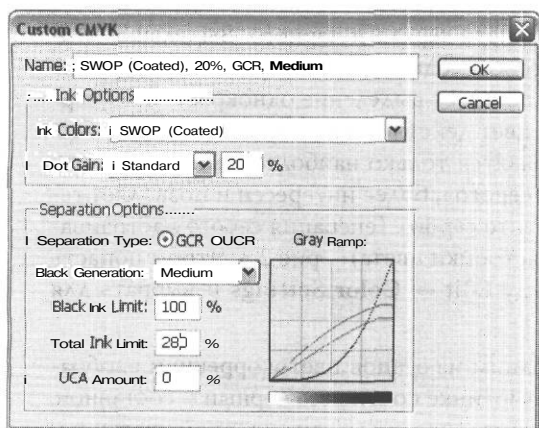 Custom CMYK
Name: SWOP (Coated), 20%, GCR, Medium
OK
Cancel
Ink Options
Ink Colors: SWOP (Coated)
Dot Gain: Standard 20 %
Separation Options
Separation Type: GCR OUCR
Gray Ramp:
Black Generation: Medium
Black Ink Limit: 100 %
Total Ink Limit: 280 %
UCA Amount: 0 %